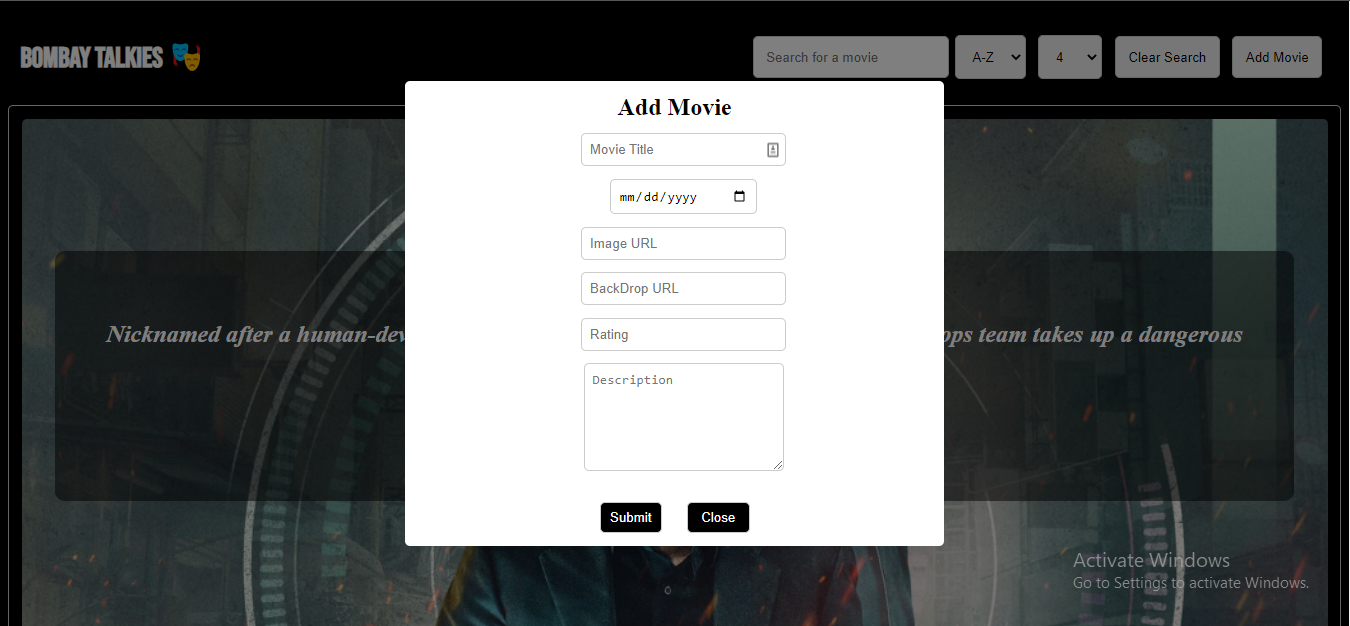 BOMBAY TALKIES
Search for a movie
A-Z
4
Clear Search
Add Movie
Add Movie
Movie Title
mm/dd/yyyy
Image URL
BackDrop URL
Rating
Description
Submit
Close
Nicknamed after a human-dev
ops team takes up a dangerous
Activate Windows
Go to Settings to activate Windows.